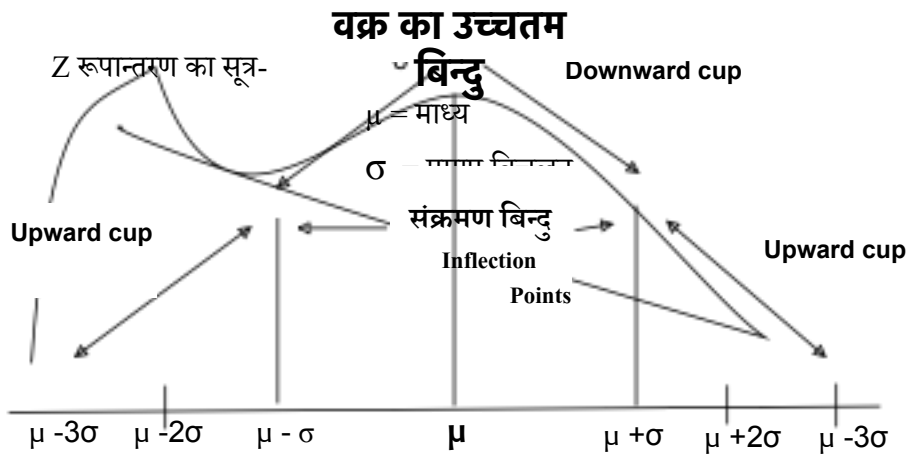 वक्र का उच्चतम
बिन्दु
Z रूपान्तरण का सूत्र-
Downward cup
μ = माध्य
σ
संक्रमण बिन्दु
Upward cup
Inflection
Upward cup
Points
μ -3σ μ -2σ μ - σ μ μ +σ μ +2σ μ -3σ